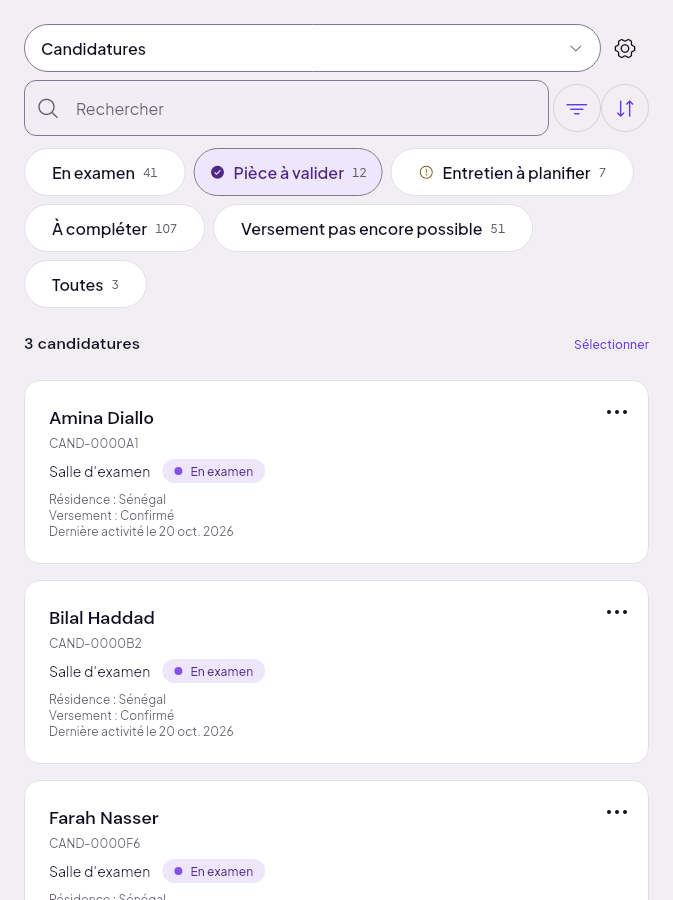 Candidatures
Rechercher
En examen 41
Pièce à valider 12
Entretien à planifier 7
À compléter 107
Versement pas encore possible 51
Toutes 3
3 candidatures
Sélectionner
Amina Diallo
CAND-0000A1
Salle d'examen En examen
Résidence : Sénégal
Versement : Confirmé
Dernière activité le 20 oct. 2026
Bilal Haddad
CAND-0000B2
Salle d'examen En examen
Résidence : Sénégal
Versement : Confirmé
Dernière activité le 20 oct. 2026
Farah Nasser
CAND-0000F6
Salle d'examen En examen
Résidence : Sénégal